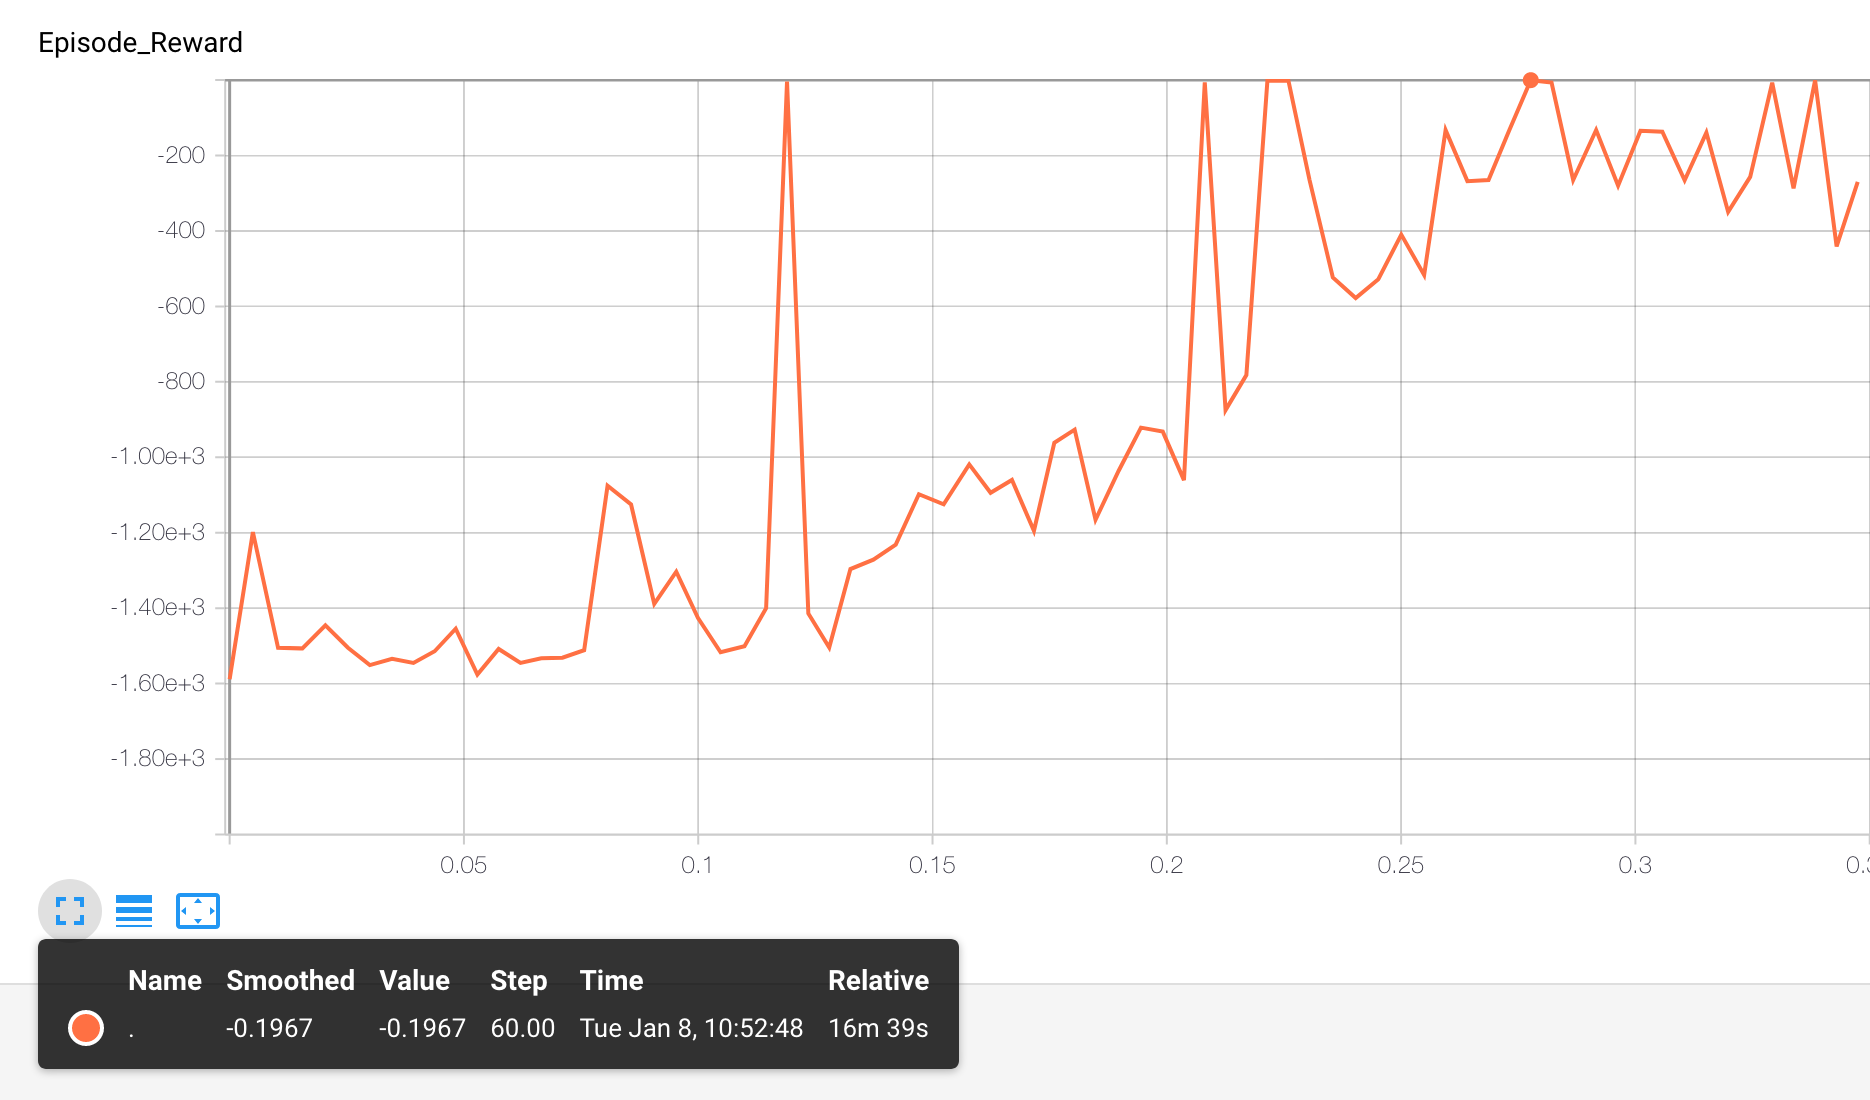 Episode_Reward
-200
-400
-600
-800
-1.00e+3
-1.20e+3
-1.40e+3
-1.60e+3
-1.80e+3
0.05 0.1 0.15 0.2 0.25 0.3
Name Smoothed Value Step Time Relative
. -0.1967 -0.1967 60.00 Tue Jan 8, 10:52:48 16m 39s